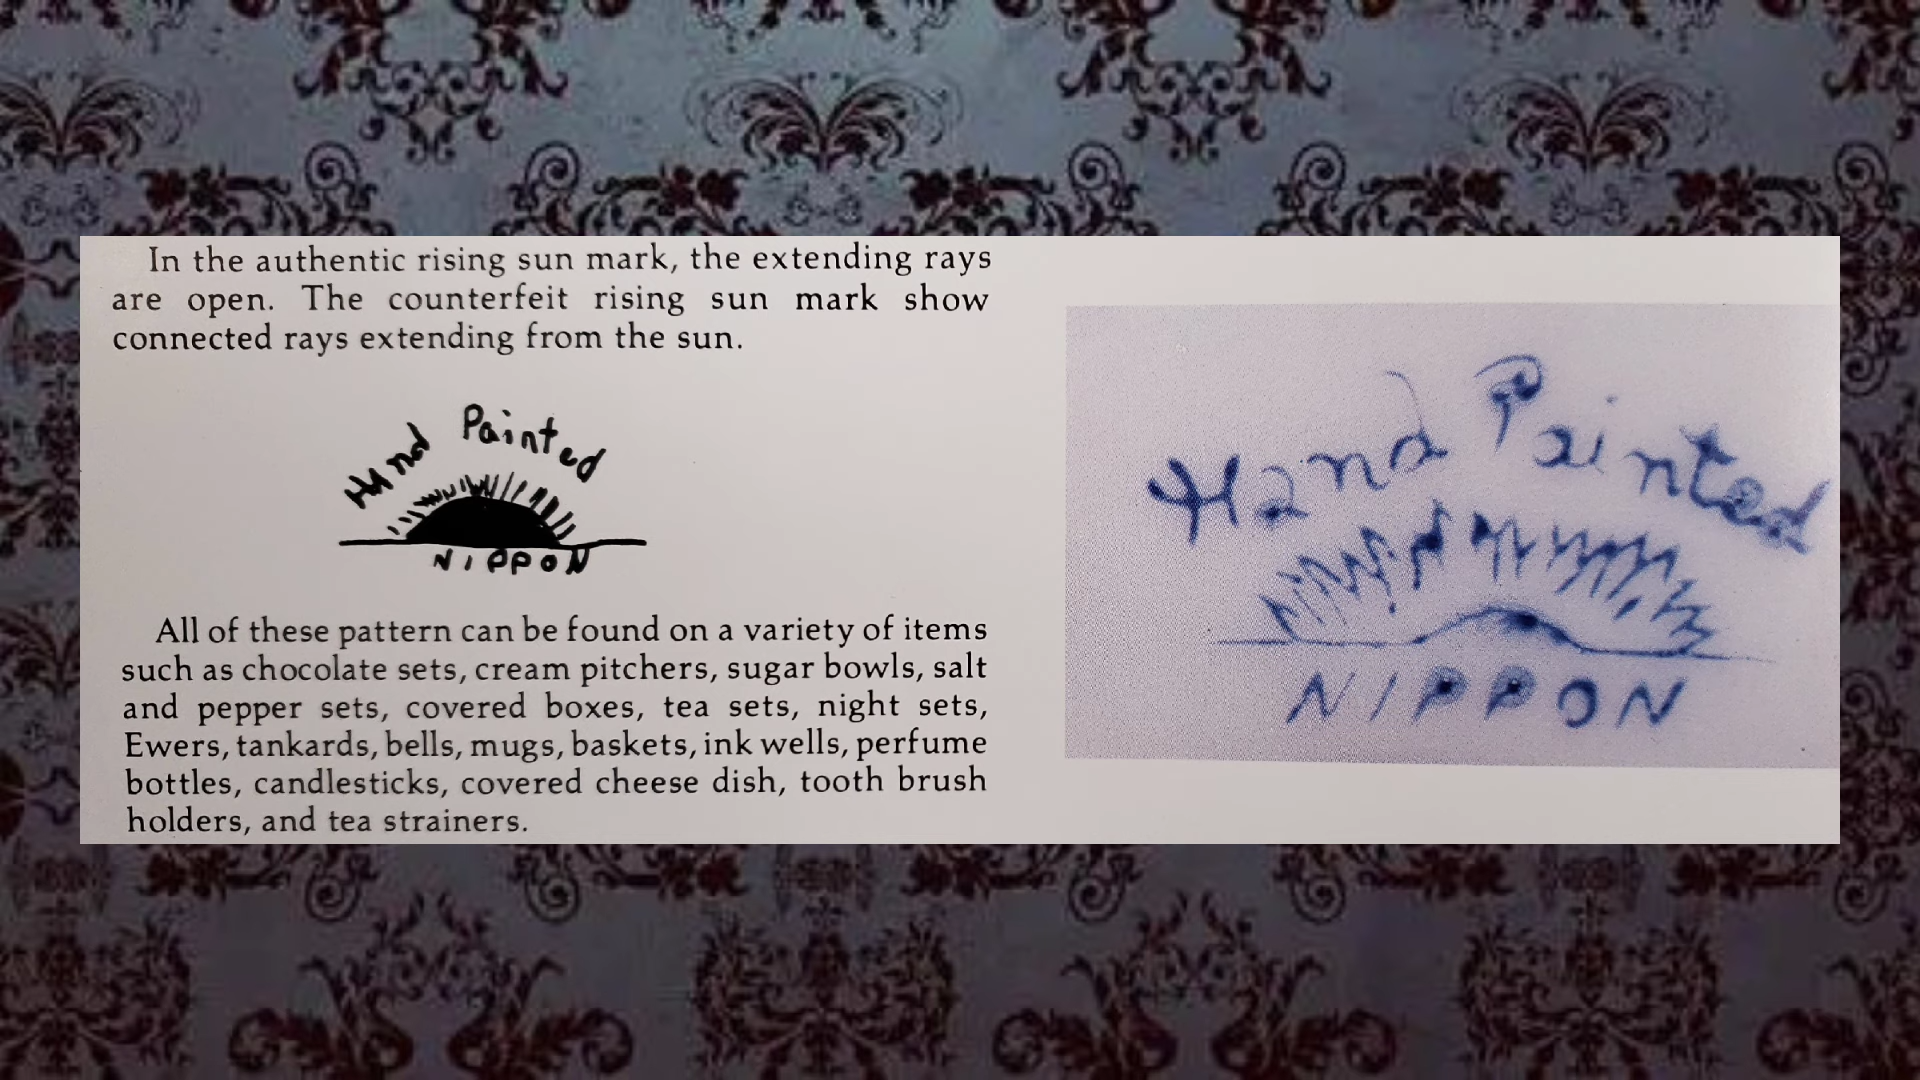 In the authentic rising sun mark, the extending rays
are open. The counterfeit rising sun mark show
connected rays extending from the sun.
Hand Painted
NIPPON
All of these pattern can be found on a variety of items
such as chocolate sets, cream pitchers, sugar bowls, salt
and pepper sets, covered boxes, tea sets, night sets,
Ewers, tankards, bells, mugs, baskets, ink wells, perfume
bottles, candlesticks, covered cheese dish, tooth brush
holders, and tea strainers.
Hand Painted
NIPPON